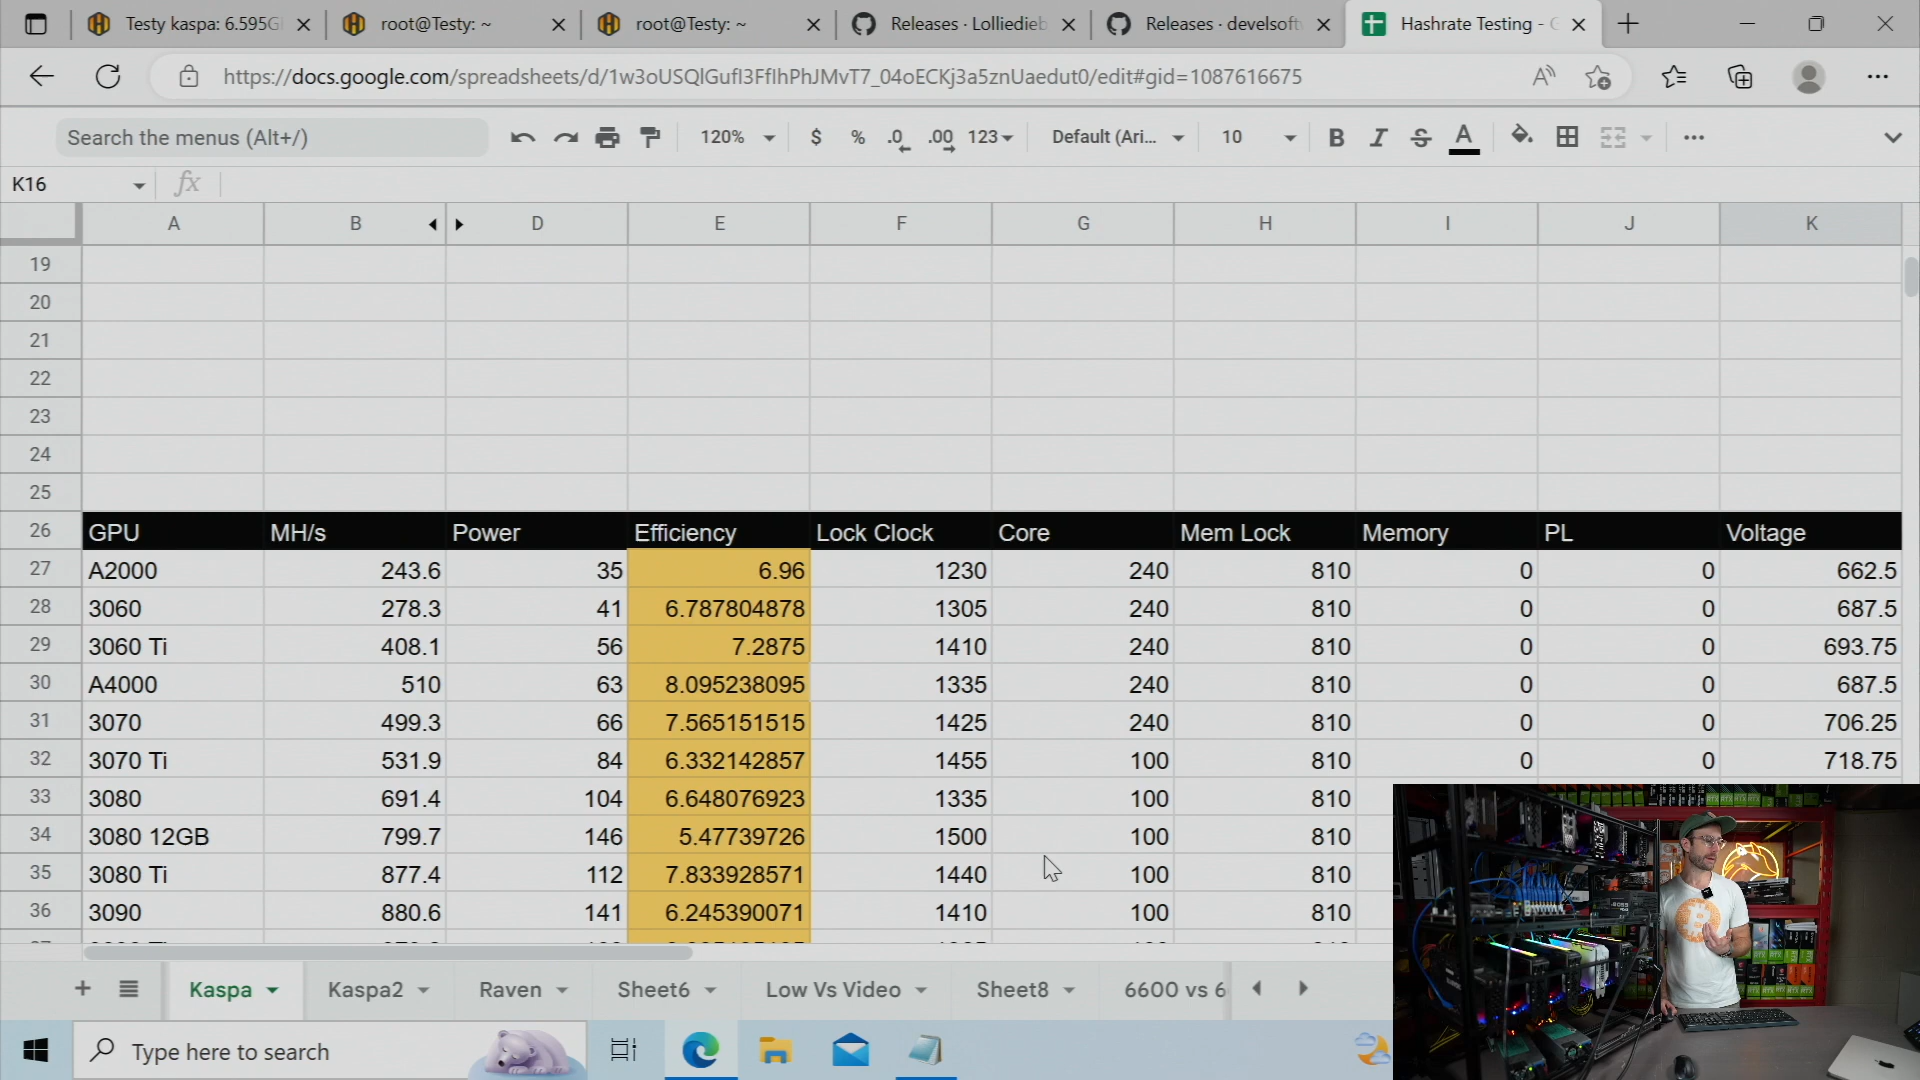 Testy kaspa: 6.595G
root@Testy: ~
root@Testy: ~
Releases · Lolliedieb
Releases · develsoftw
Hashrate Testing - G
https://docs.google.com/spreadsheets/d/1w3oUSQlGufI3FfIhPhJMvT7_04oECKj3a5znUaedut0/edit#gid=1087616675
Search the menus (Alt+/) 120% $ % .0 .00 123 Default (Ari... 10 B I S A
K16 fx
A B D E F G H I J K
19
20
21
22
23
24
25
26 GPU MH/s Power Efficiency Lock Clock Core Mem Lock Memory PL Voltage
27 A2000 243.6 35 6.96 1230 240 810 0 0 662.5
28 3060 278.3 41 6.787804878 1305 240 810 0 0 687.5
29 3060 Ti 408.1 56 7.2875 1410 240 810 0 0 693.75
30 A4000 510 63 8.095238095 1335 240 810 0 0 687.5
31 3070 499.3 66 7.565151515 1425 240 810 0 0 706.25
32 3070 Ti 531.9 84 6.332142857 1455 100 810 0 0 718.75
33 3080 691.4 104 6.648076923 1335 100 810
34 3080 12GB 799.7 146 5.47739726 1500 100 810
35 3080 Ti 877.4 112 7.833928571 1440 100 810
36 3090 880.6 141 6.245390071 1410 100 810
Kaspa Kaspa2 Raven Sheet6 Low Vs Video Sheet8 6600 vs 6
Type here to search